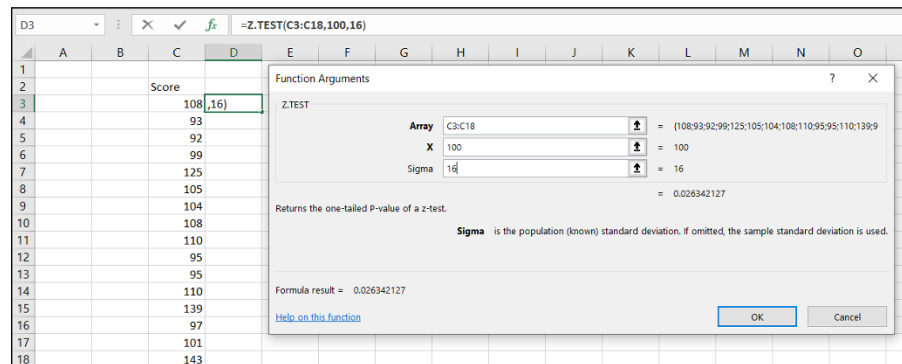 D3 fx =Z.TEST(C3:C18,100,16)
A B C D E F G H I J K L M N O
1
2 Score
3 108 ,16)
4 93
5 92
6 99
7 125
8 105
9 104
10 108
11 110
12 95
13 95
14 110
15 139
16 97
17 101
18 143
Function Arguments ? ×
Z.TEST
Array C3:C18 = {108;93;92;99;125;105;104;108;110;95;95;110;139;9
X 100 = 100
Sigma 16 = 16
= 0.026342127
Returns the one-tailed P-value of a z-test.
Sigma is the population (known) standard deviation. If omitted, the sample standard deviation is used.
Formula result = 0.026342127
Help on this function OK Cancel